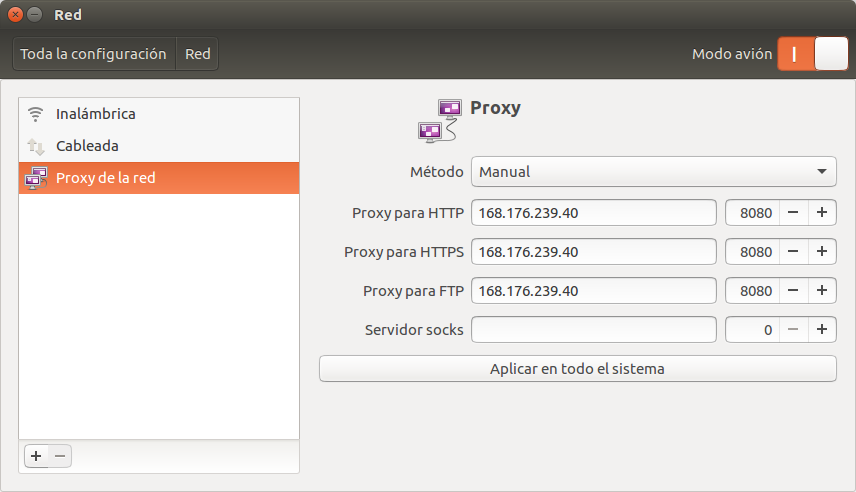 Red
Toda la configuración Red Modo avión
Inalámbrica
Cableada
Proxy de la red
Proxy
Método Manual
Proxy para HTTP 168.176.239.40 8080 − +
Proxy para HTTPS 168.176.239.40 8080 − +
Proxy para FTP 168.176.239.40 8080 − +
Servidor socks 0 − +
Aplicar en todo el sistema
+ −